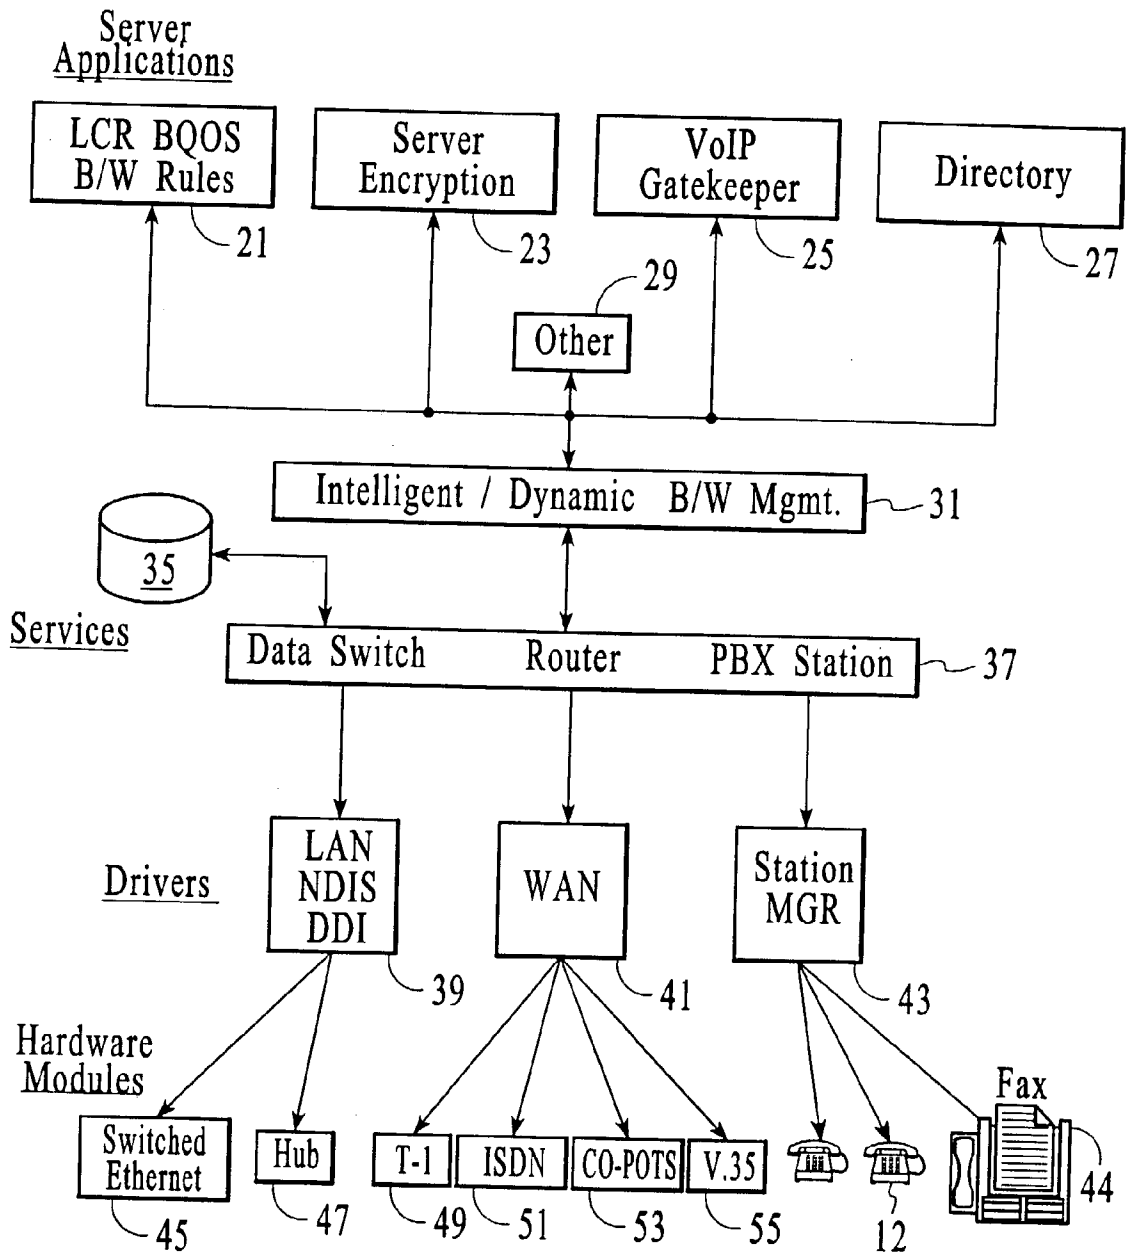 Server
Applications
LCR BQOS
B/W Rules
21
Server
Encryption
23
VoIP
Gatekeeper
25
Directory
27
29
Other
Intelligent / Dynamic B/W Mgmt.
31
35
Services
Data Switch Router PBX Station
37
Drivers
LAN
NDIS
DDI
39
WAN
41
Station
MGR
43
Hardware
Modules
Switched
Ethernet
45
Hub
47
T-1
49
ISDN
51
CO-POTS
53
V.35
55
12
Fax
44